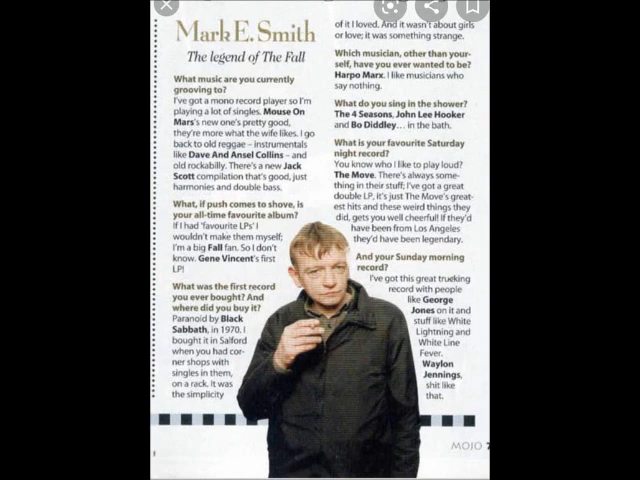 Mark E. Smith
The legend of The Fall
What music are you currently
grooving to?
I've got a mono record player so I'm
playing a lot of singles. Mouse On
Mars's new one's pretty good,
they're more what the wife likes. I go
back to old reggae – instrumentals
like Dave And Ansel Collins – and
old rockabilly. There's a new Jack
Scott compilation that's good, just
harmonies and double bass.
What, if push comes to shove, is
your all-time favourite album?
If I had 'favourite LPs' I
wouldn't make them myself;
I'm a big Fall fan. So I don't
know. Gene Vincent's first
LP!
What was the first record
you ever bought? And
where did you buy it?
Paranoid by Black
Sabbath, in 1970. I
bought it in Salford
when you had cor-
ner shops with
singles in them,
on a rack. It was
the simplicity
of it I loved. And it wasn't about girls
or love; it was something strange.
Which musician, other than your-
self, have you ever wanted to be?
Harpo Marx. I like musicians who
say nothing.
What do you sing in the shower?
The 4 Seasons, John Lee Hooker
and Bo Diddley... in the bath.
What is your favourite Saturday
night record?
You know who I like to play loud?
The Move. There's always some-
thing in their stuff; I've got a great
double LP, it's just The Move's great-
est hits and these weird things they
did, gets you well cheerful! If they'd
have been from Los Angeles
they'd have been legendary.
And your Sunday morning
record?
I've got this great trucking
record with people
like George
Jones on it and
stuff like White
Lightning and
White Line
Fever.
Waylon
Jennings,
shit like
that.
MOJO 7